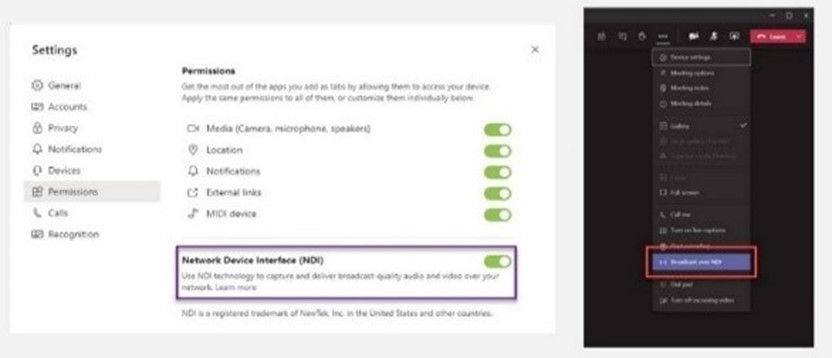 Settings
General
Accounts
Privacy
Notifications
Devices
Permissions
Calls
Recognition
Permissions
Get the most out of the apps you add as tabs by allowing them to access your device.
Apply the same permissions to all of them, or customize them individually below.
Media (Camera, microphone, speakers)
Location
Notifications
External links
MIDI device
Network Device Interface (NDI)
Use NDI technology to capture and deliver broadcast-quality audio and video over your
network. Learn more
NDI is a registered trademark of NewTek, Inc. in the United States and other countries.
Leave
Device settings
Meeting options
Meeting notes
Meeting details
Gallery
Full screen
Call me
Turn on live captions
Broadcast over NDI
Dial pad
Turn off incoming video